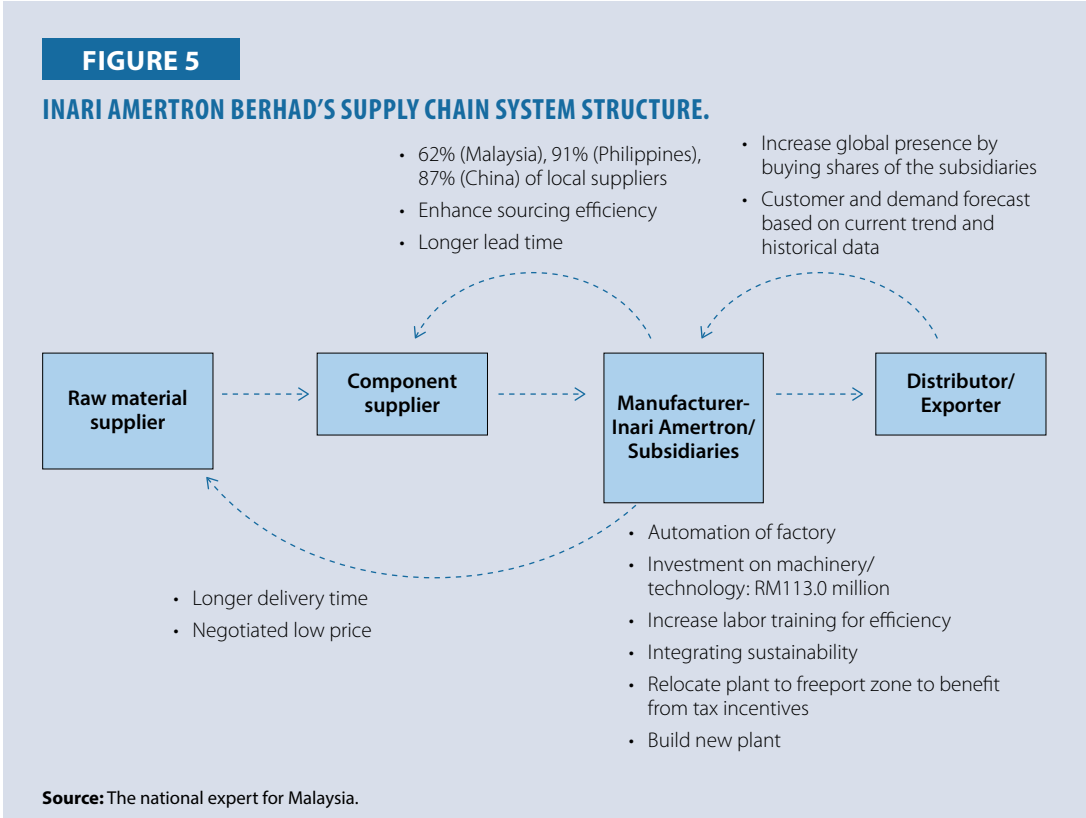 FIGURE 5
INARI AMERTRON BERHAD'S SUPPLY CHAIN SYSTEM STRUCTURE.
• 62% (Malaysia), 91% (Philippines),
87% (China) of local suppliers
• Enhance sourcing efficiency
• Longer lead time
• Increase global presence by
buying shares of the subsidiaries
• Customer and demand forecast
based on current trend and
historical data
Raw material
supplier
Component
supplier
Manufacturer-
Inari Amertron/
Subsidiaries
Distributor/
Exporter
• Longer delivery time
• Negotiated low price
• Automation of factory
• Investment on machinery/
technology: RM113.0 million
• Increase labor training for efficiency
• Integrating sustainability
• Relocate plant to freeport zone to benefit
from tax incentives
• Build new plant
Source: The national expert for Malaysia.